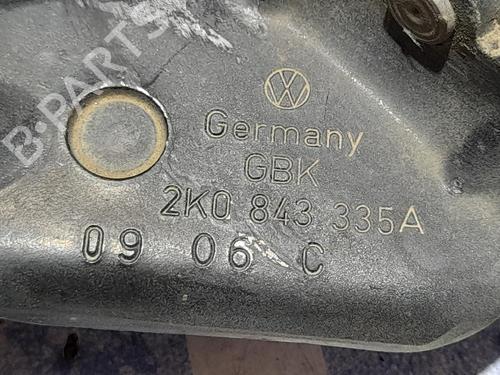 B-PARTS
Germany
GBK
2K0 843 335A
09 06 C